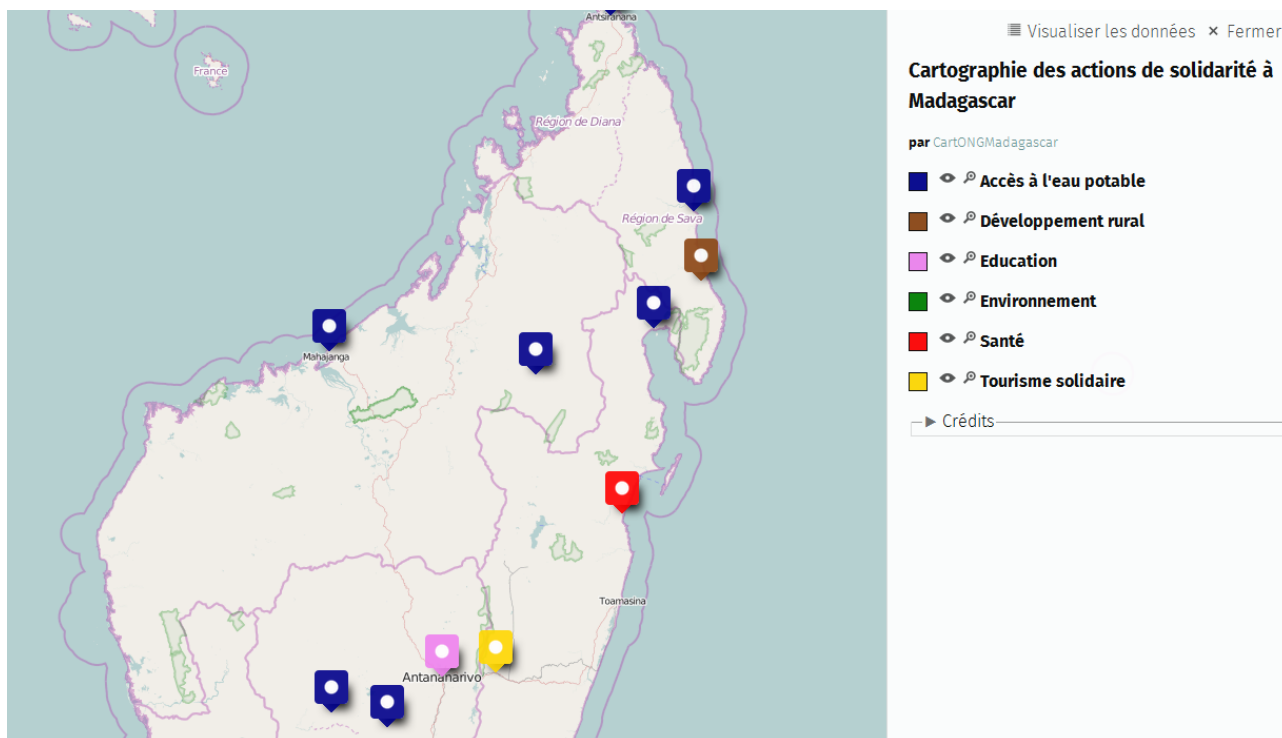 Antsiranana
France
Région de Diana
Région de Sava
Mahajanga
Toamasina
Antananarivo
Visualiser les données × Fermer
Cartographie des actions de solidarité à
Madagascar
par CartONGMadagascar
Accès à l'eau potable
Développement rural
Education
Environnement
Santé
Tourisme solidaire
► Crédits